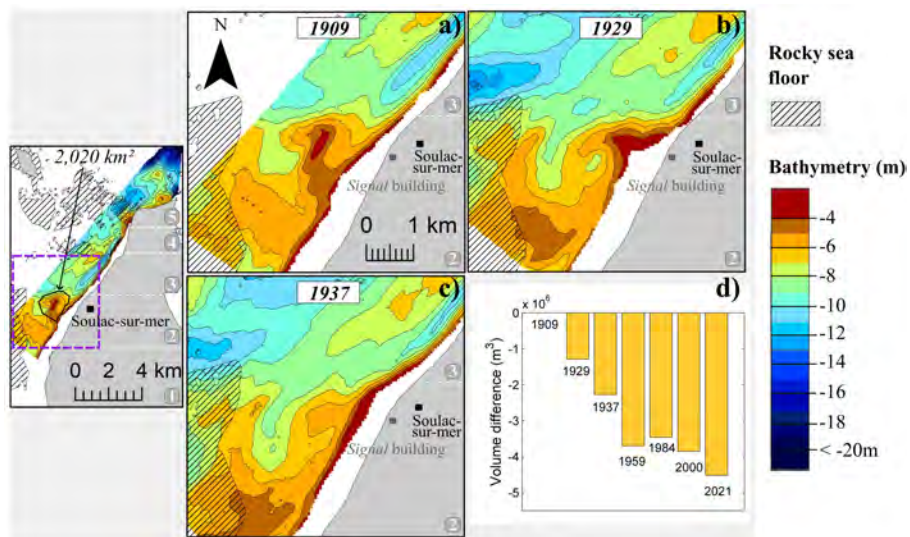 2,020 km²
5
4
3
2
1
Soulac-sur-mer
0 2 4 km
1909
a)
N
3
Soulac-
sur-mer
Signal building
0 1 km
2
1929
b)
3
Soulac-
sur-mer
Signal building
2
1937
c)
3
Soulac-
sur-mer
Signal
building
2
d)
× 10⁶
0
-1
-2
-3
-4
-5
Volume difference (m³)
1909
1929
1937
1959
1984
2000
2021
Rocky sea
floor
Bathymetry (m)
-4
-6
-8
-10
-12
-14
-16
-18
< -20m